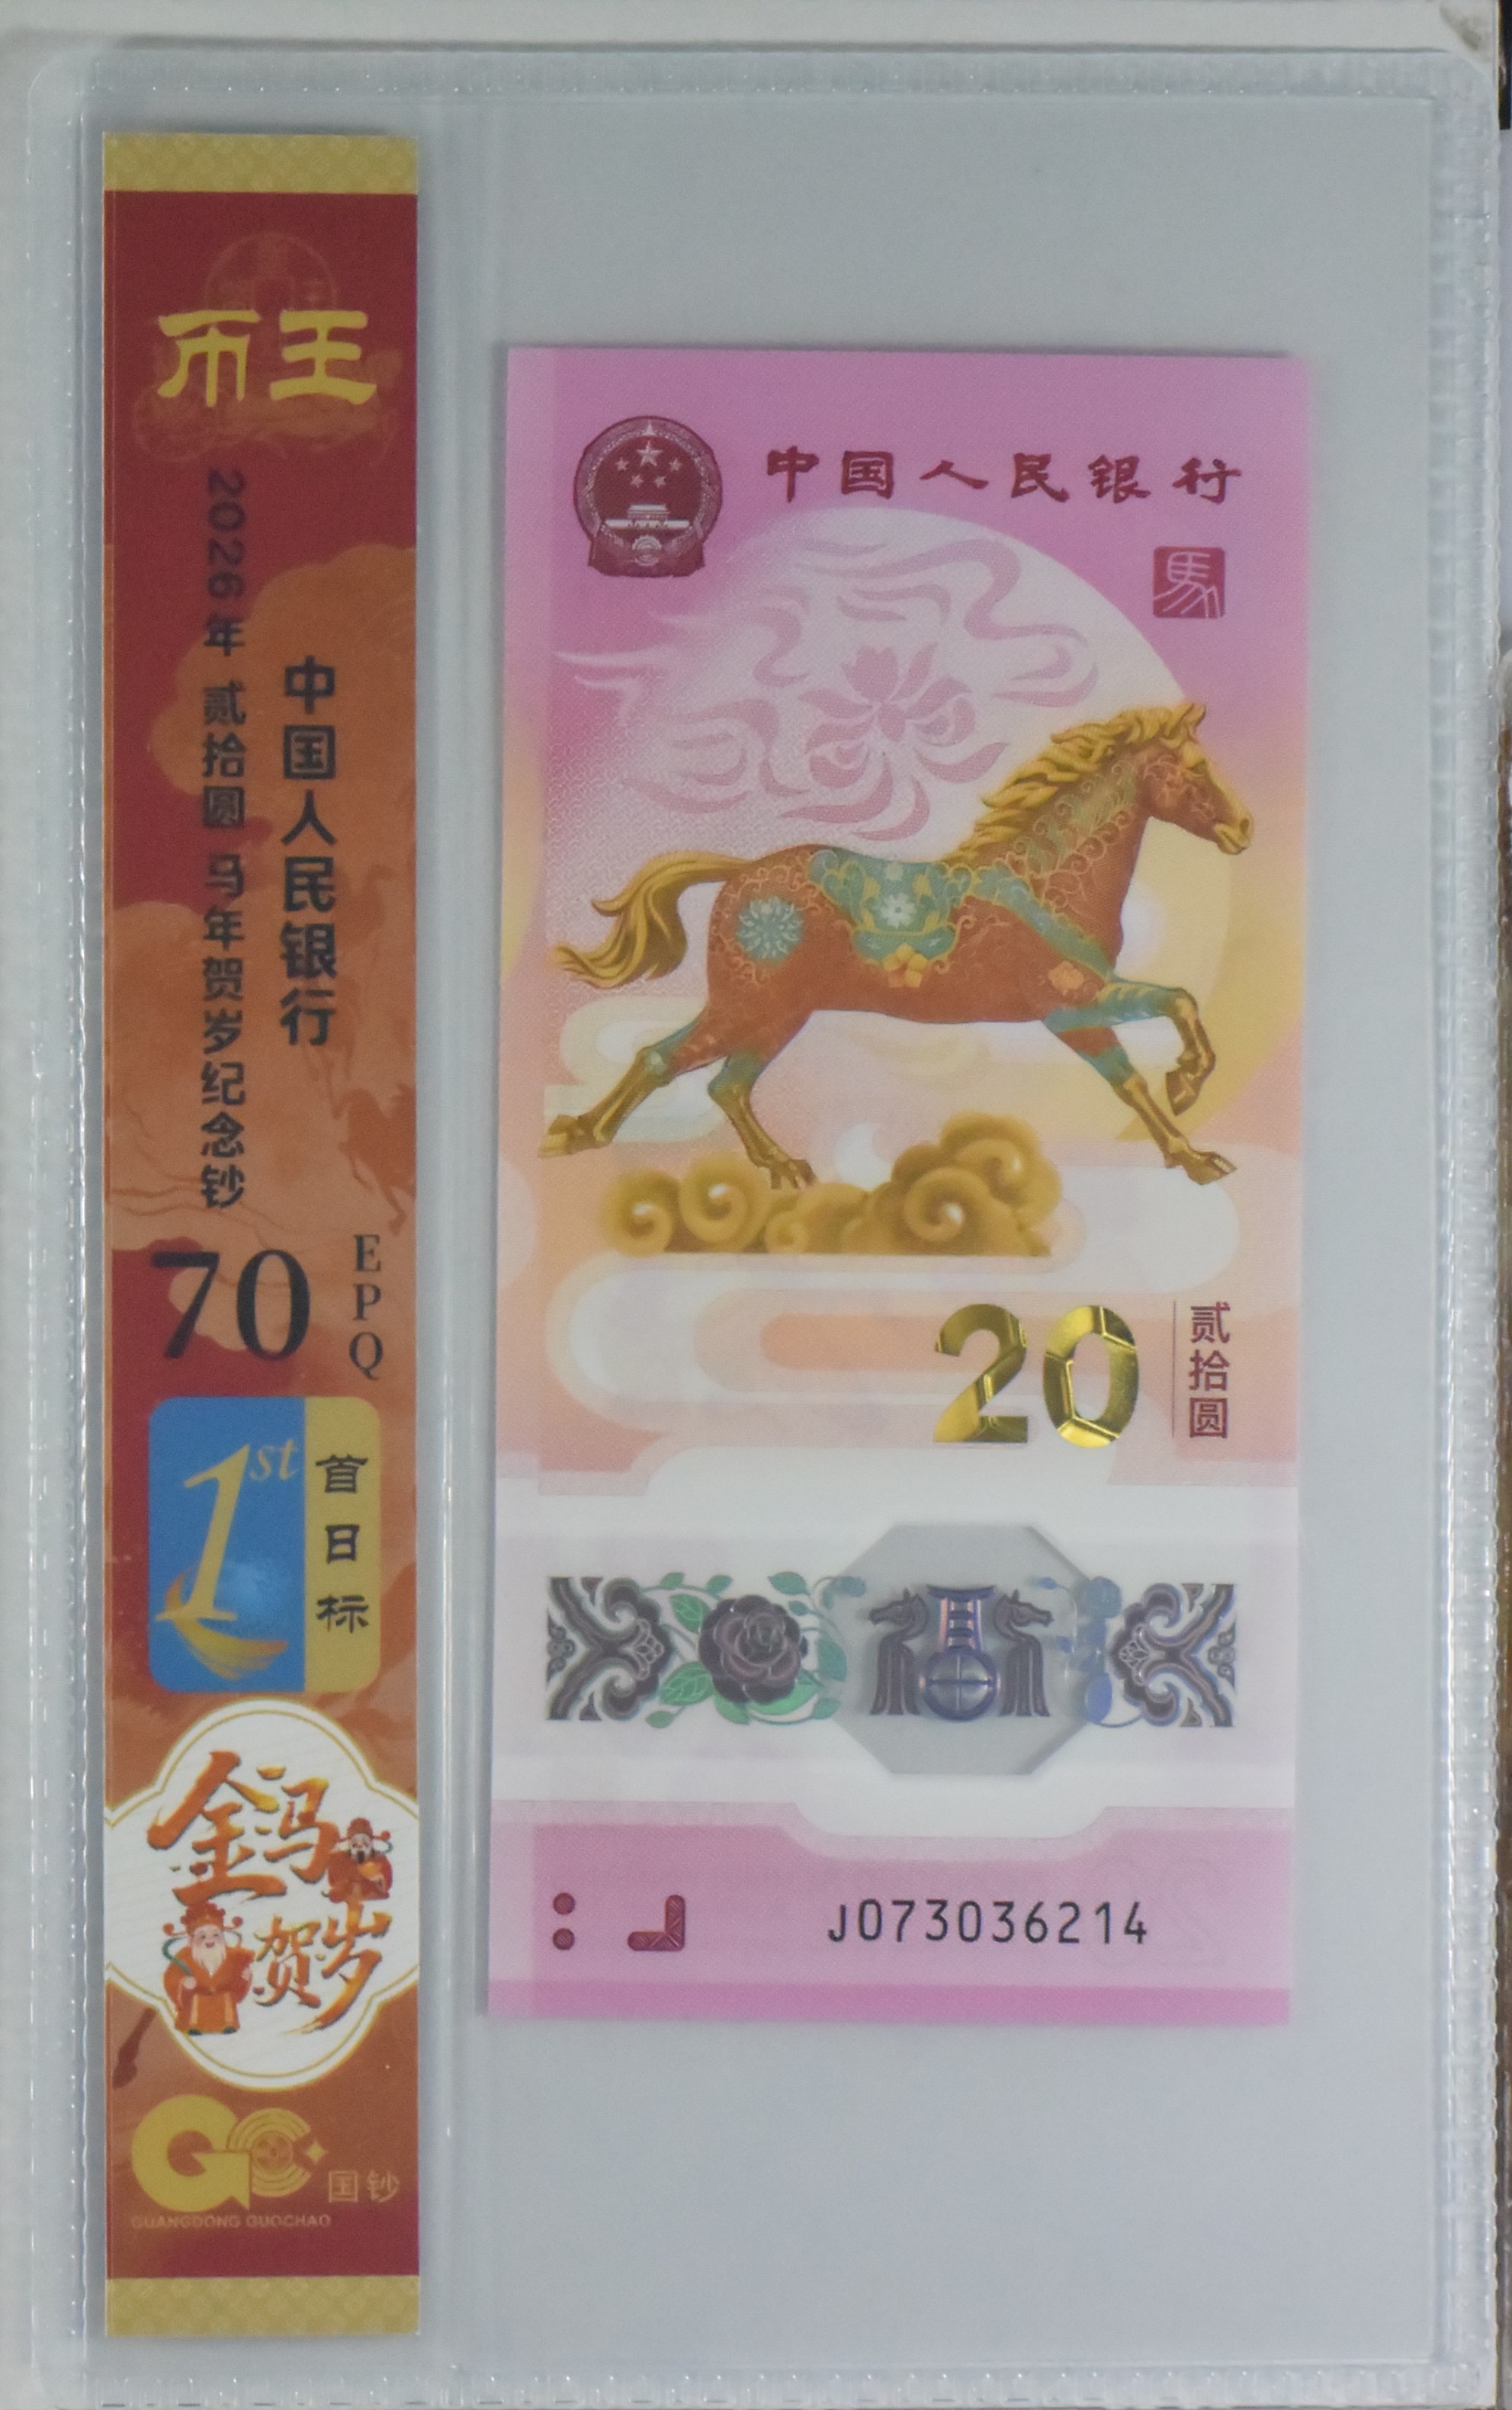 币王
中国人民银行
2026年 贰拾圆 马年贺岁纪念钞
70
EPQ
1st
首日标
金马
贺岁
GC
国钞
GUANGDONG GUOCHAO
中国人民银行
馬
20
贰拾圆
J073036214